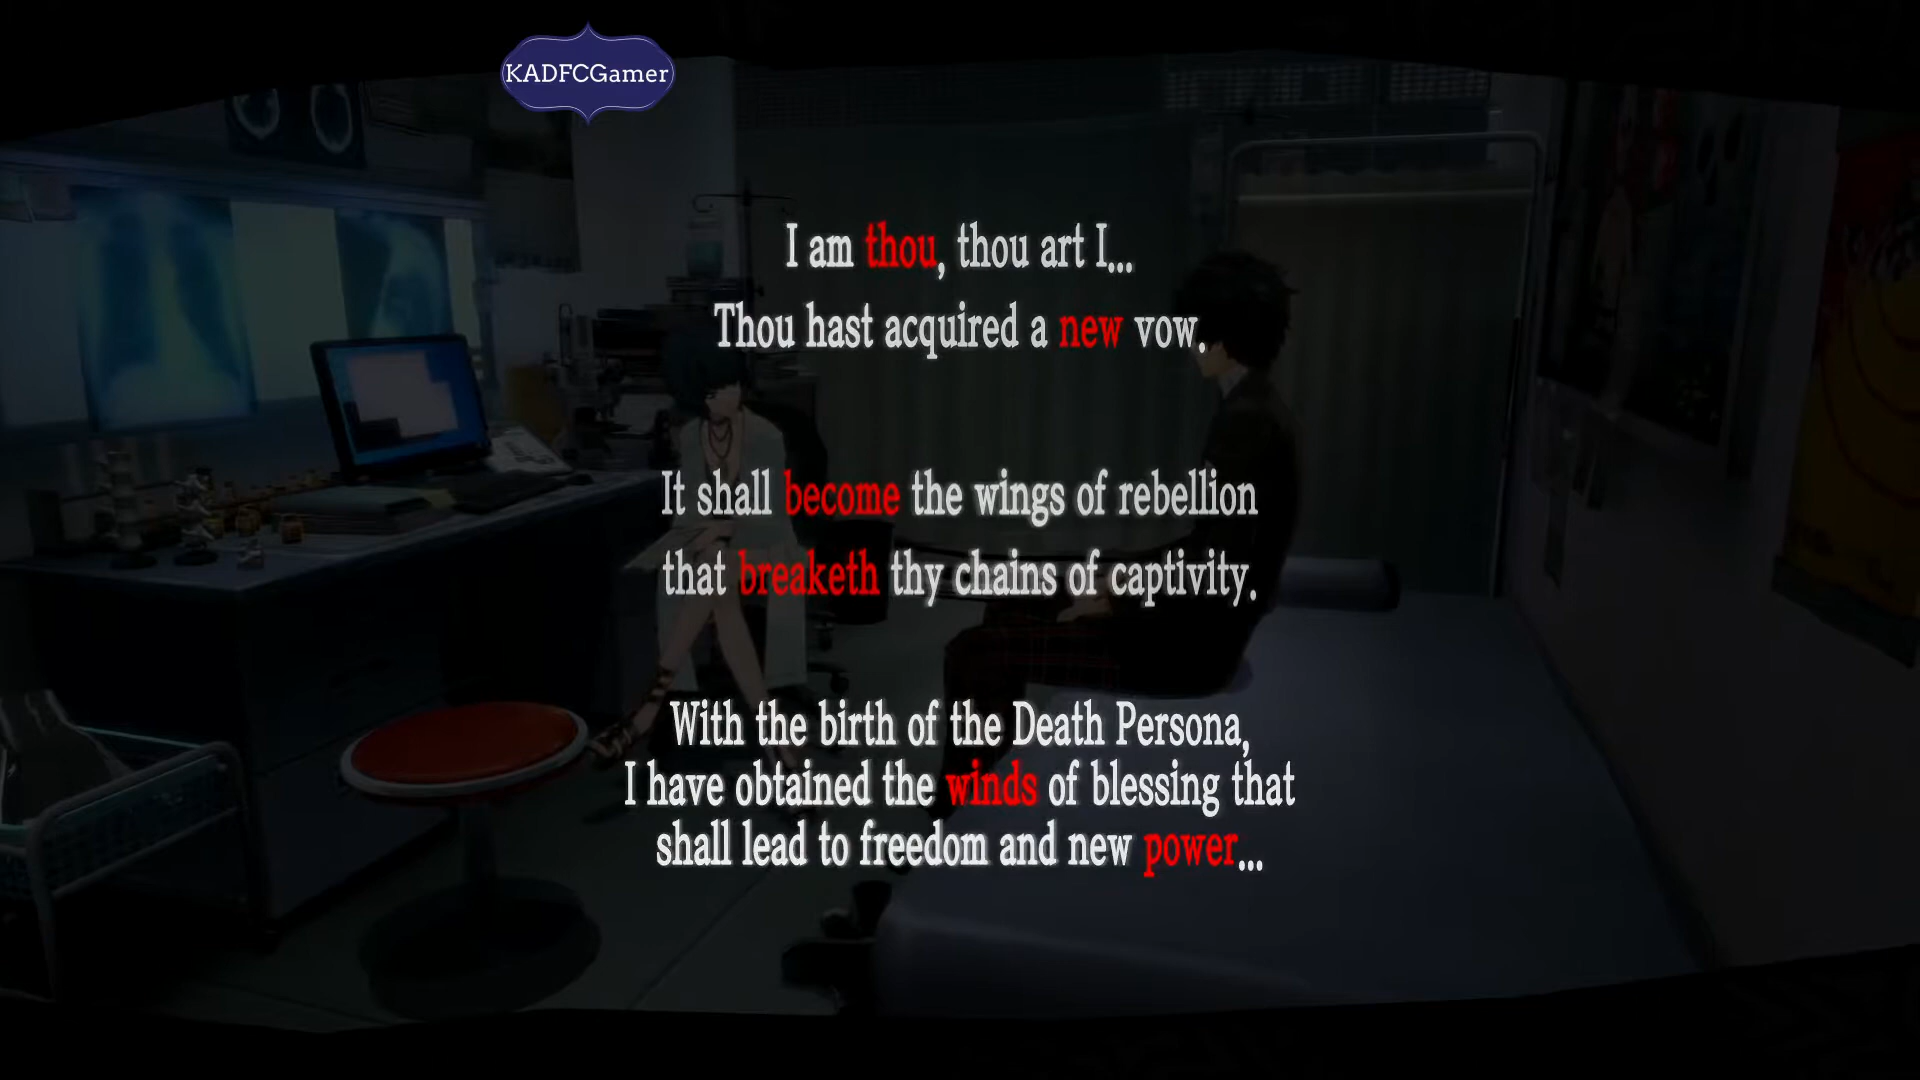 KADFCGamer
I am thou, thou art I...
Thou hast acquired a new vow.
It shall become the wings of rebellion
that breaketh thy chains of captivity.
With the birth of the Death Persona,
I have obtained the winds of blessing that
shall lead to freedom and new power...